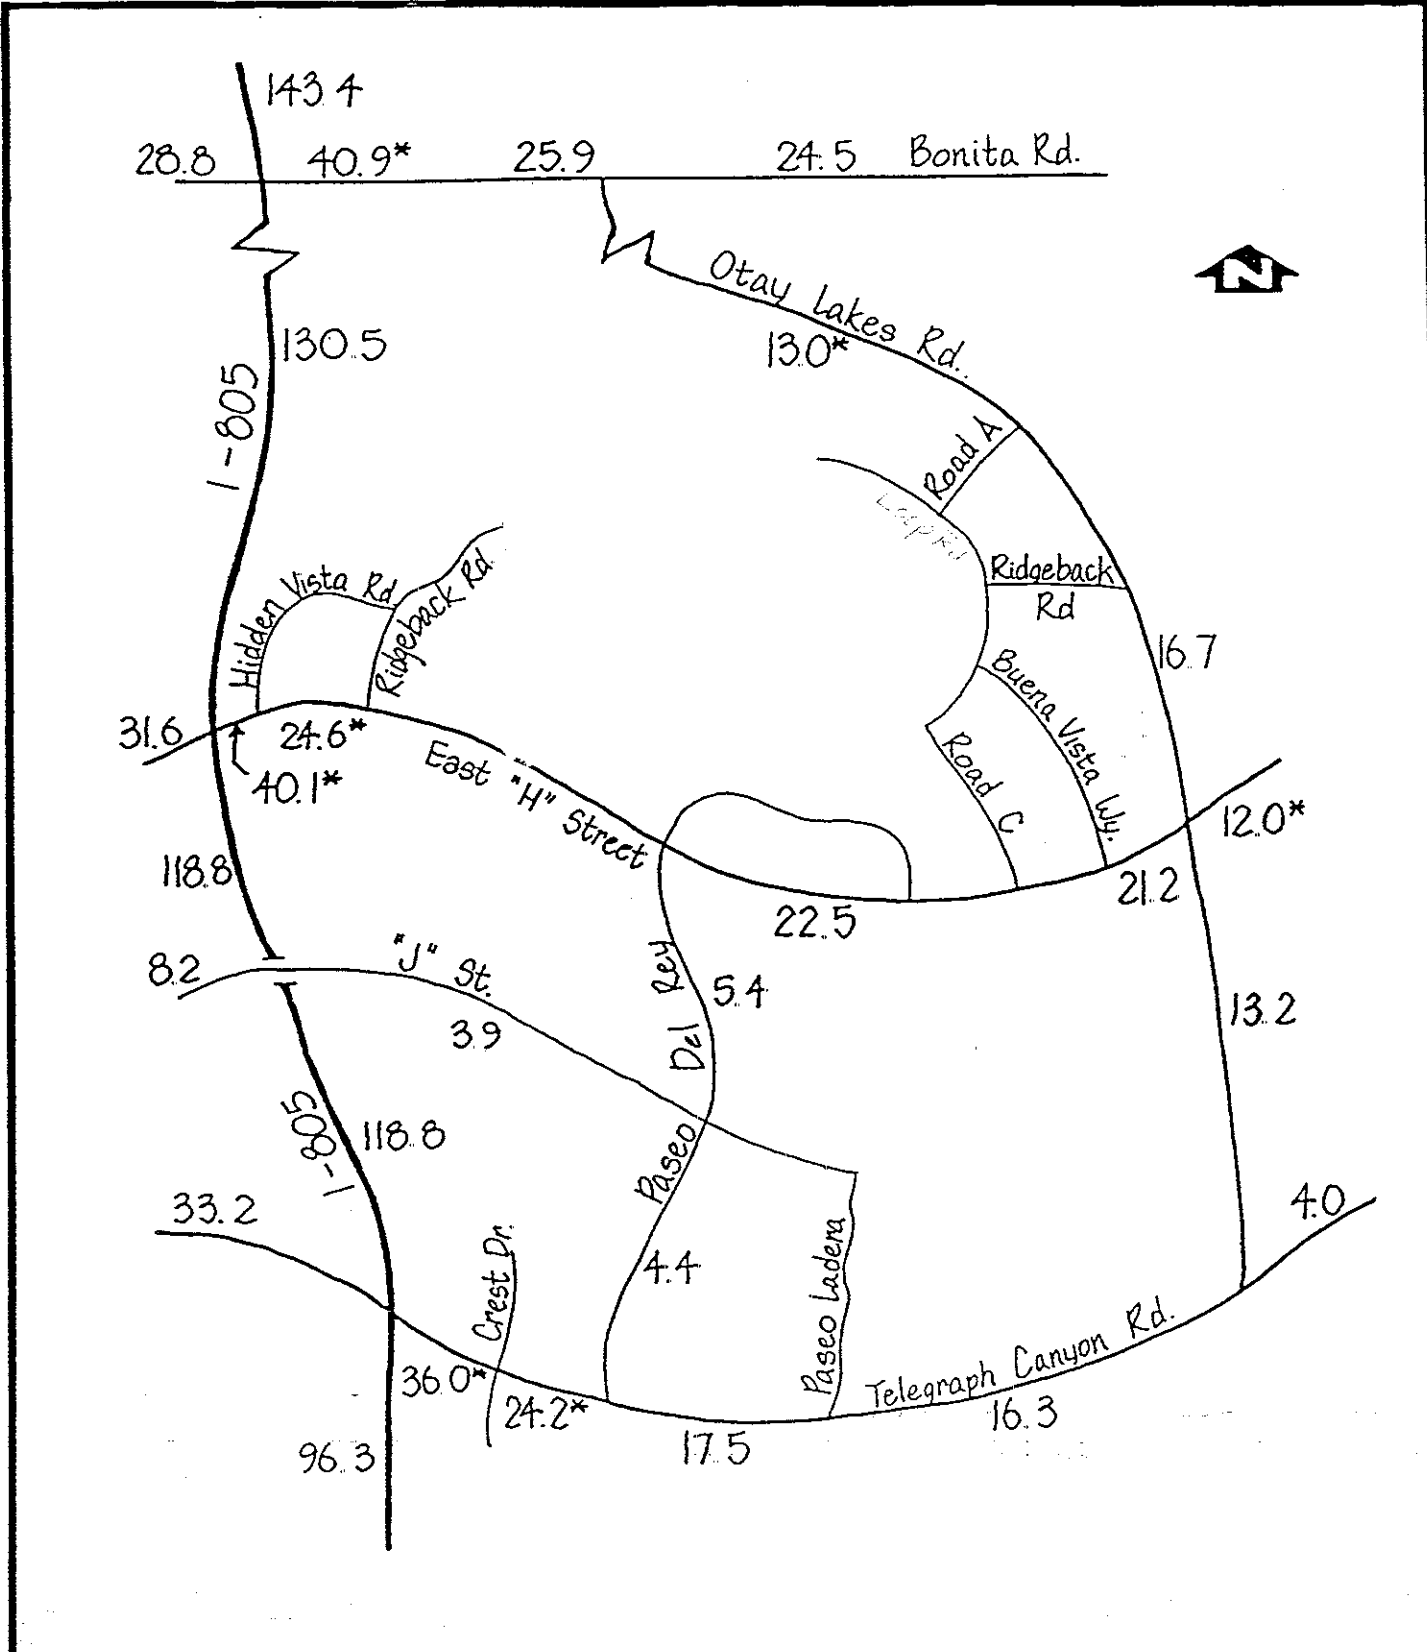 143.4
28.8 40.9* 25.9 24.5 Bonita Rd.
N
Otay Lakes Rd.
13.0*
130.5
I-805
Road A
Loop Rd
Ridgeback Rd
Hidden Vista Rd
Ridgeback Rd.
16.7
Buena Vista Wy.
Road C
31.6
24.6*
40.1*
East "H" Street
12.0*
118.8
21.2
22.5
8.2
"J" St.
3.9
Paseo Del Rey
5.4
13.2
I-805
118.8
33.2
4.0
Crest Dr.
4.4
Paseo Ladera
Telegraph Canyon Rd.
36.0*
24.2*
17.5
16.3
96.3